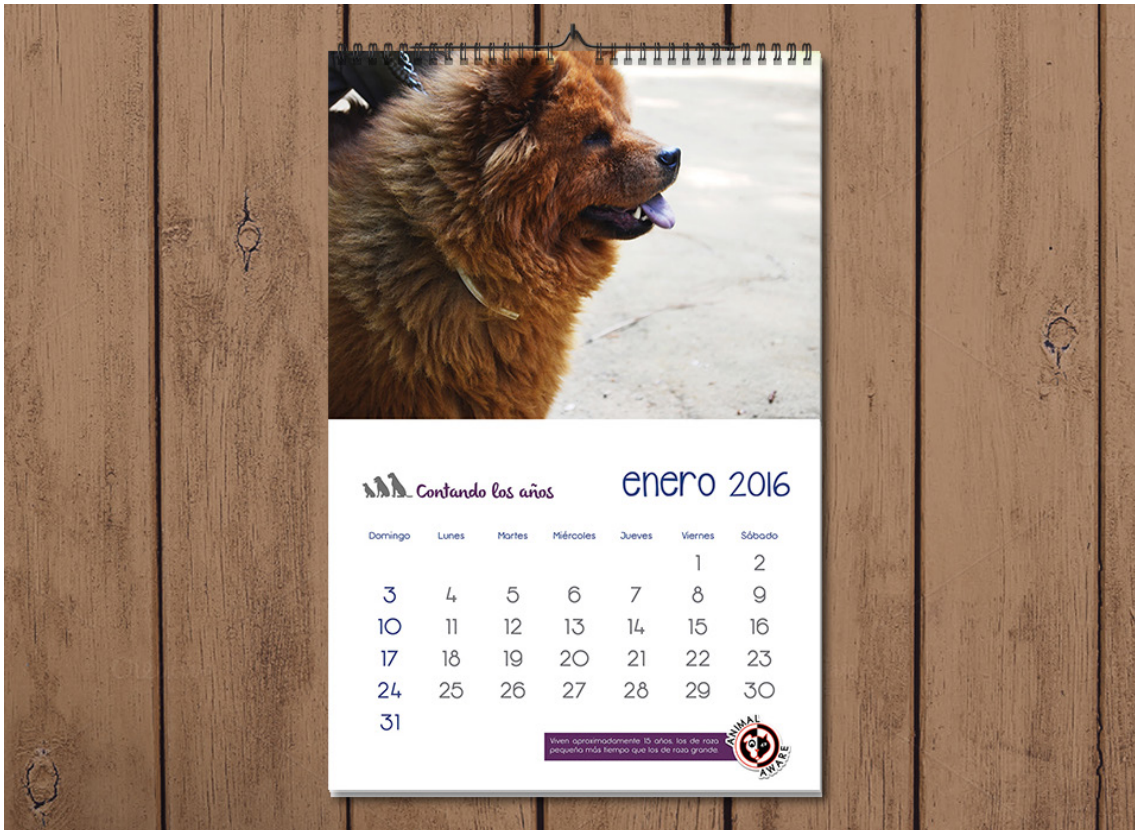 Contando los años
enero 2016
Domingo Lunes Martes Miércoles Jueves Viernes Sábado
1 2
3 4 5 6 7 8 9
10 11 12 13 14 15 16
17 18 19 20 21 22 23
24 25 26 27 28 29 30
31
Viven aproximadamente 15 años, los de raza
pequeña más tiempo que los de raza grande.
ANIMAL
AWARE